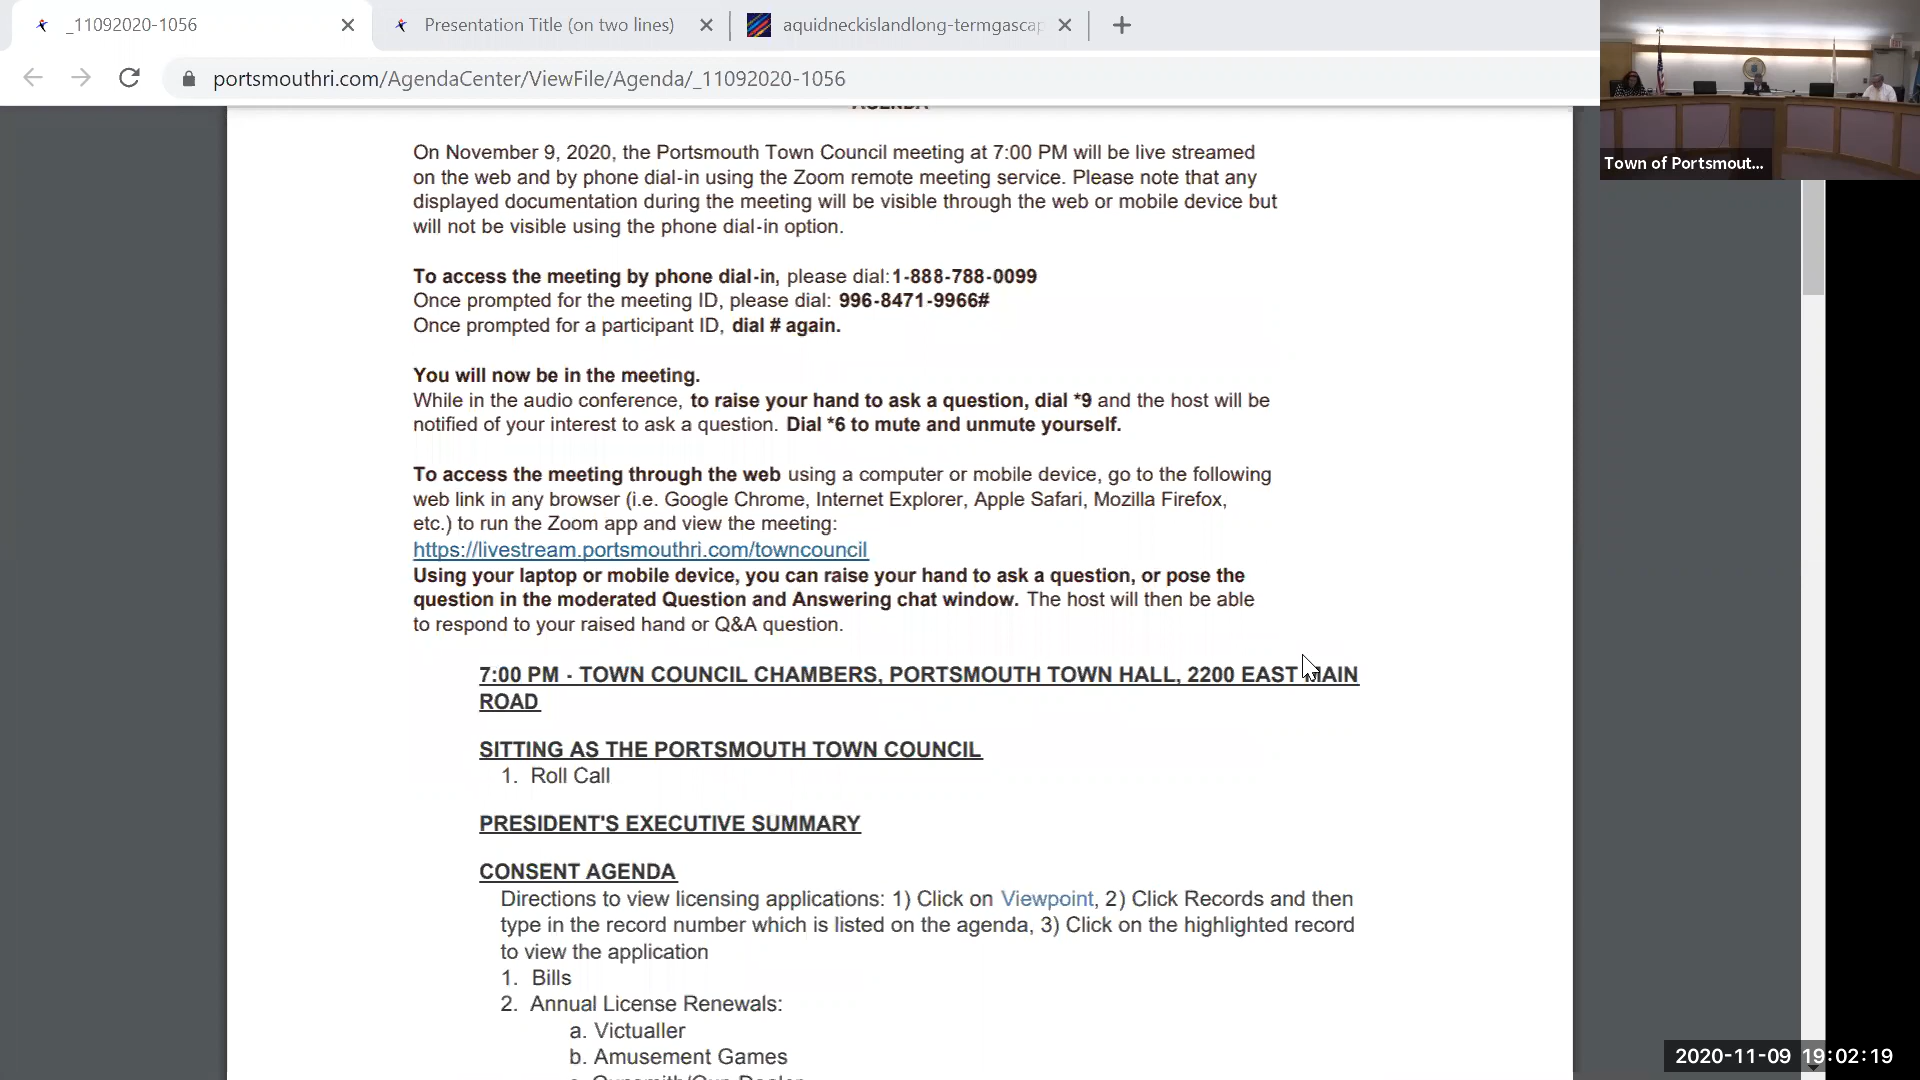 _11092020-1056
Presentation Title (on two lines)
aquidneckislandlong-termgascap
portsmouthri.com/AgendaCenter/ViewFile/Agenda/_11092020-1056
AGENDA
On November 9, 2020, the Portsmouth Town Council meeting at 7:00 PM will be live streamed
on the web and by phone dial-in using the Zoom remote meeting service. Please note that any
displayed documentation during the meeting will be visible through the web or mobile device but
will not be visible using the phone dial-in option.
To access the meeting by phone dial-in, please dial:1-888-788-0099
Once prompted for the meeting ID, please dial: 996-8471-9966#
Once prompted for a participant ID, dial # again.
You will now be in the meeting.
While in the audio conference, to raise your hand to ask a question, dial *9 and the host will be
notified of your interest to ask a question. Dial *6 to mute and unmute yourself.
To access the meeting through the web using a computer or mobile device, go to the following
web link in any browser (i.e. Google Chrome, Internet Explorer, Apple Safari, Mozilla Firefox,
etc.) to run the Zoom app and view the meeting:
https://livestream.portsmouthri.com/towncouncil
Using your laptop or mobile device, you can raise your hand to ask a question, or pose the
question in the moderated Question and Answering chat window. The host will then be able
to respond to your raised hand or Q&A question.
7:00 PM - TOWN COUNCIL CHAMBERS, PORTSMOUTH TOWN HALL, 2200 EAST MAIN
ROAD
SITTING AS THE PORTSMOUTH TOWN COUNCIL
1. Roll Call
PRESIDENT'S EXECUTIVE SUMMARY
CONSENT AGENDA
Directions to view licensing applications: 1) Click on Viewpoint, 2) Click Records and then
type in the record number which is listed on the agenda, 3) Click on the highlighted record
to view the application
1. Bills
2. Annual License Renewals:
a. Victualler
b. Amusement Games
c. Gunsmith/Gun Dealer
Town of Portsmout...
2020-11-09 19:02:19